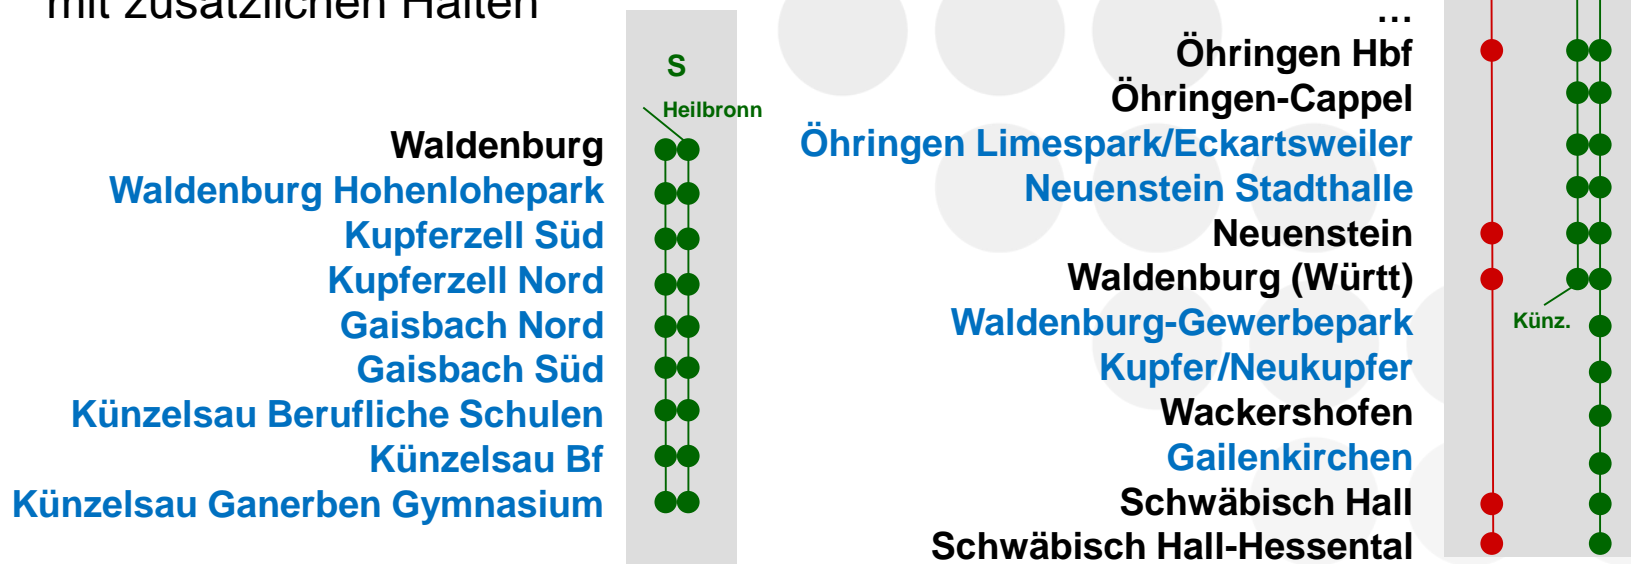 mit zusätzlichen Halten
S
Heilbronn
Waldenburg
Waldenburg Hohenlohepark
Kupferzell Süd
Kupferzell Nord
Gaisbach Nord
Gaisbach Süd
Künzelsau Berufliche Schulen
Künzelsau Bf
Künzelsau Ganerben Gymnasium
...
Öhringen Hbf
Öhringen-Cappel
Öhringen Limespark/Eckartsweiler
Neuenstein Stadthalle
Neuenstein
Waldenburg (Württ)
Waldenburg-Gewerbepark
Künz.
Kupfer/Neukupfer
Wackershofen
Gailenkirchen
Schwäbisch Hall
Schwäbisch Hall-Hessental